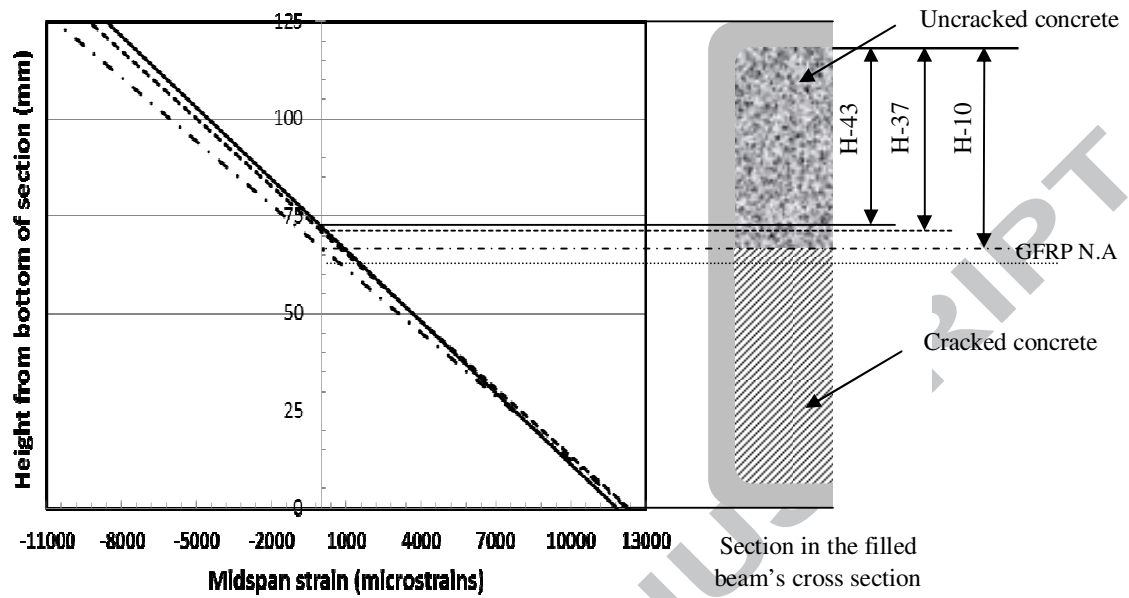 Height from bottom of section (mm)
125
100
75
50
25
0
-11000 -8000 -5000 -2000 1000 4000 7000 10000 13000
Midspan strain (microstrains)
Uncracked concrete
H-43
H-37
H-10
GFRP N.A
Cracked concrete
Section in the filled
beam's cross section